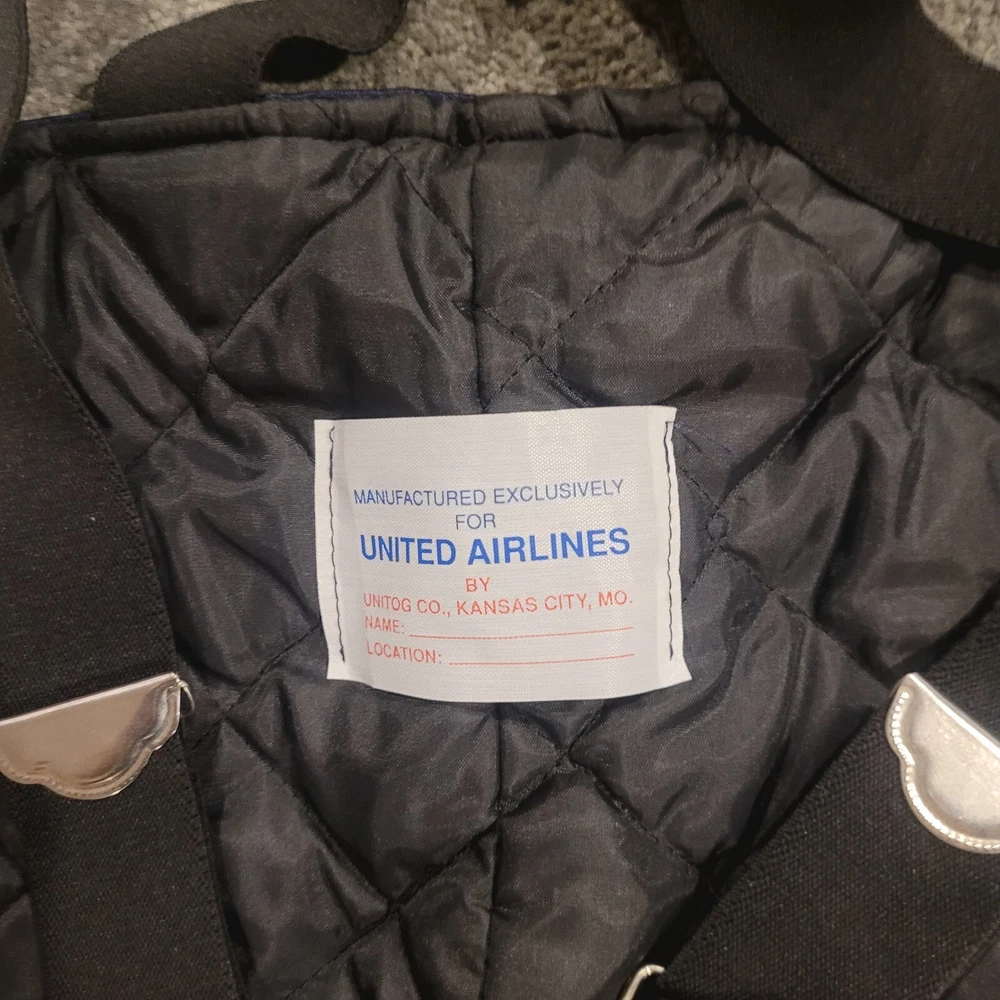 MANUFACTURED EXCLUSIVELY
FOR
UNITED AIRLINES
BY
UNITOG CO., KANSAS CITY, MO.
NAME:
LOCATION: